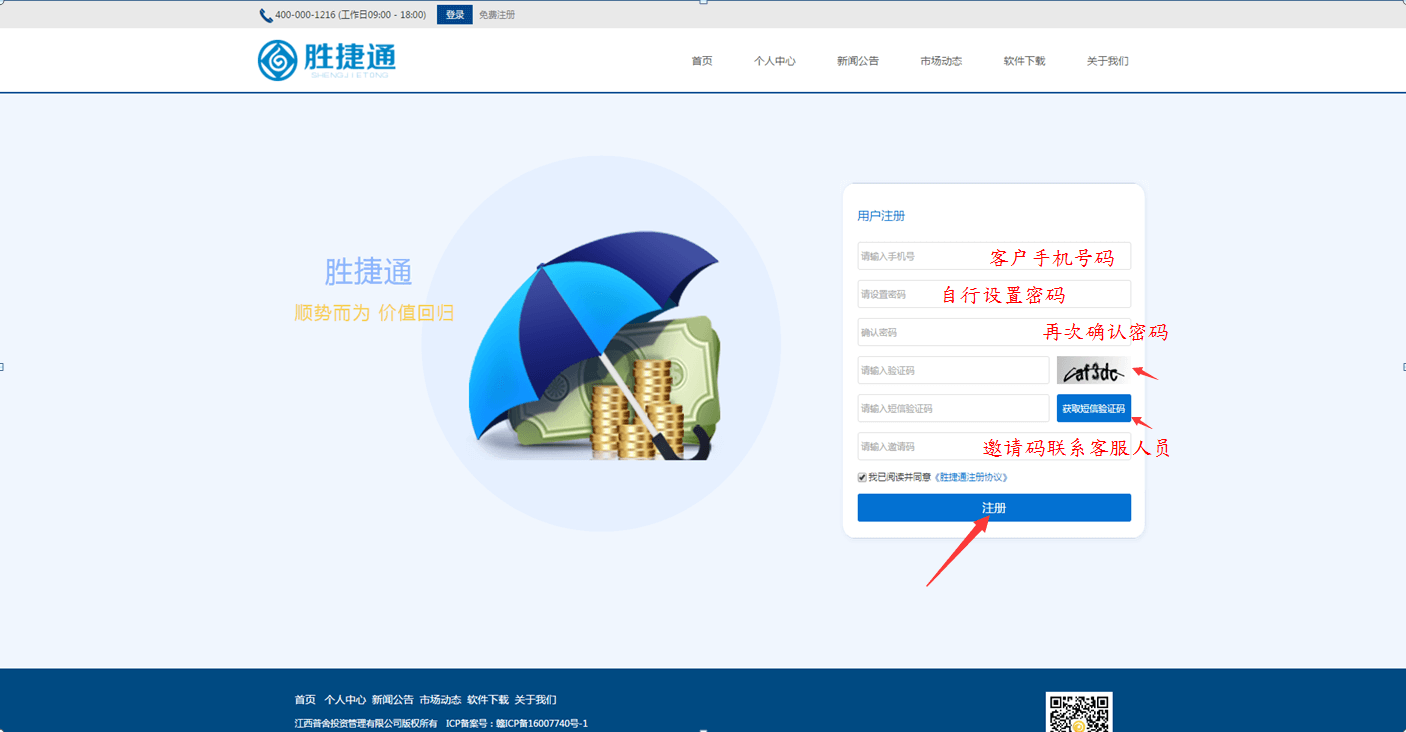 400-000-1216 (工作日09:00 - 18:00) 登录 免费注册
胜捷通
SHENGJIETONG
首页 个人中心 新闻公告 市场动态 软件下载 关于我们
胜捷通
顺势而为 价值回归
用户注册
请输入手机号 客户手机号码
请设置密码 自行设置密码
确认密码 再次确认密码
请输入验证码 caf3dc
请输入短信验证码 获取短信验证码
请输入邀请码 邀请码联系客服人员
我已阅读并同意《胜捷通注册协议》
注册
首页 个人中心 新闻公告 市场动态 软件下载 关于我们
江西普舍投资管理有限公司版权所有 ICP备案号：赣ICP备16007740号-1